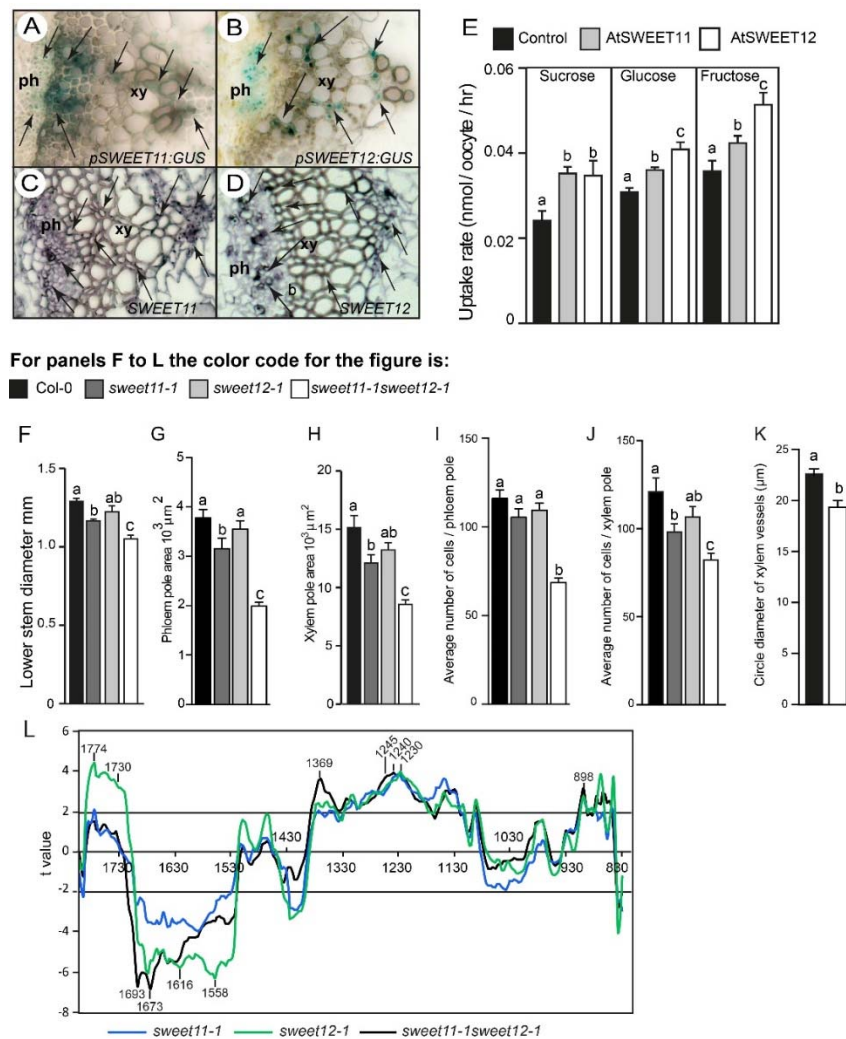 A
ph
xy
pSWEET11:GUS
B
ph
xy
pSWEET12:GUS
C
ph
xy
SWEET11
D
ph
xy
b
SWEET12
E
Control AtSWEET11 AtSWEET12
Uptake rate (nmol / oocyte / hr)
0.06
0.04
0.02
0
Sucrose Glucose Fructose
a b b a b c a b c
For panels F to L the color code for the figure is:
Col-0 sweet11-1 sweet12-1 sweet11-1sweet12-1
F
Lower stem diameter mm
1.5
1.0
0.5
0
a b ab c
G
Phloem pole area 10³ µm²
5
4
3
2
1
0
a b a c
H
Xylem pole area 10³ µm²
20
15
10
5
0
a b ab c
I
Average number of cells / phloem pole
150
100
50
0
a a a b
J
Average number of cells / xylem pole
150
100
50
0
a b ab c
K
Circle diameter of xylem vessels (µm)
25
20
15
10
5
0
a b
L
t value
6
4
2
0
-2
-4
-6
-8
1774
1730
1369
1245
1240
1230
898
1730 1630 1530 1430 1330 1230 1130 1030 930 830
1693
1673
1616
1558
sweet11-1 sweet12-1 sweet11-1sweet12-1